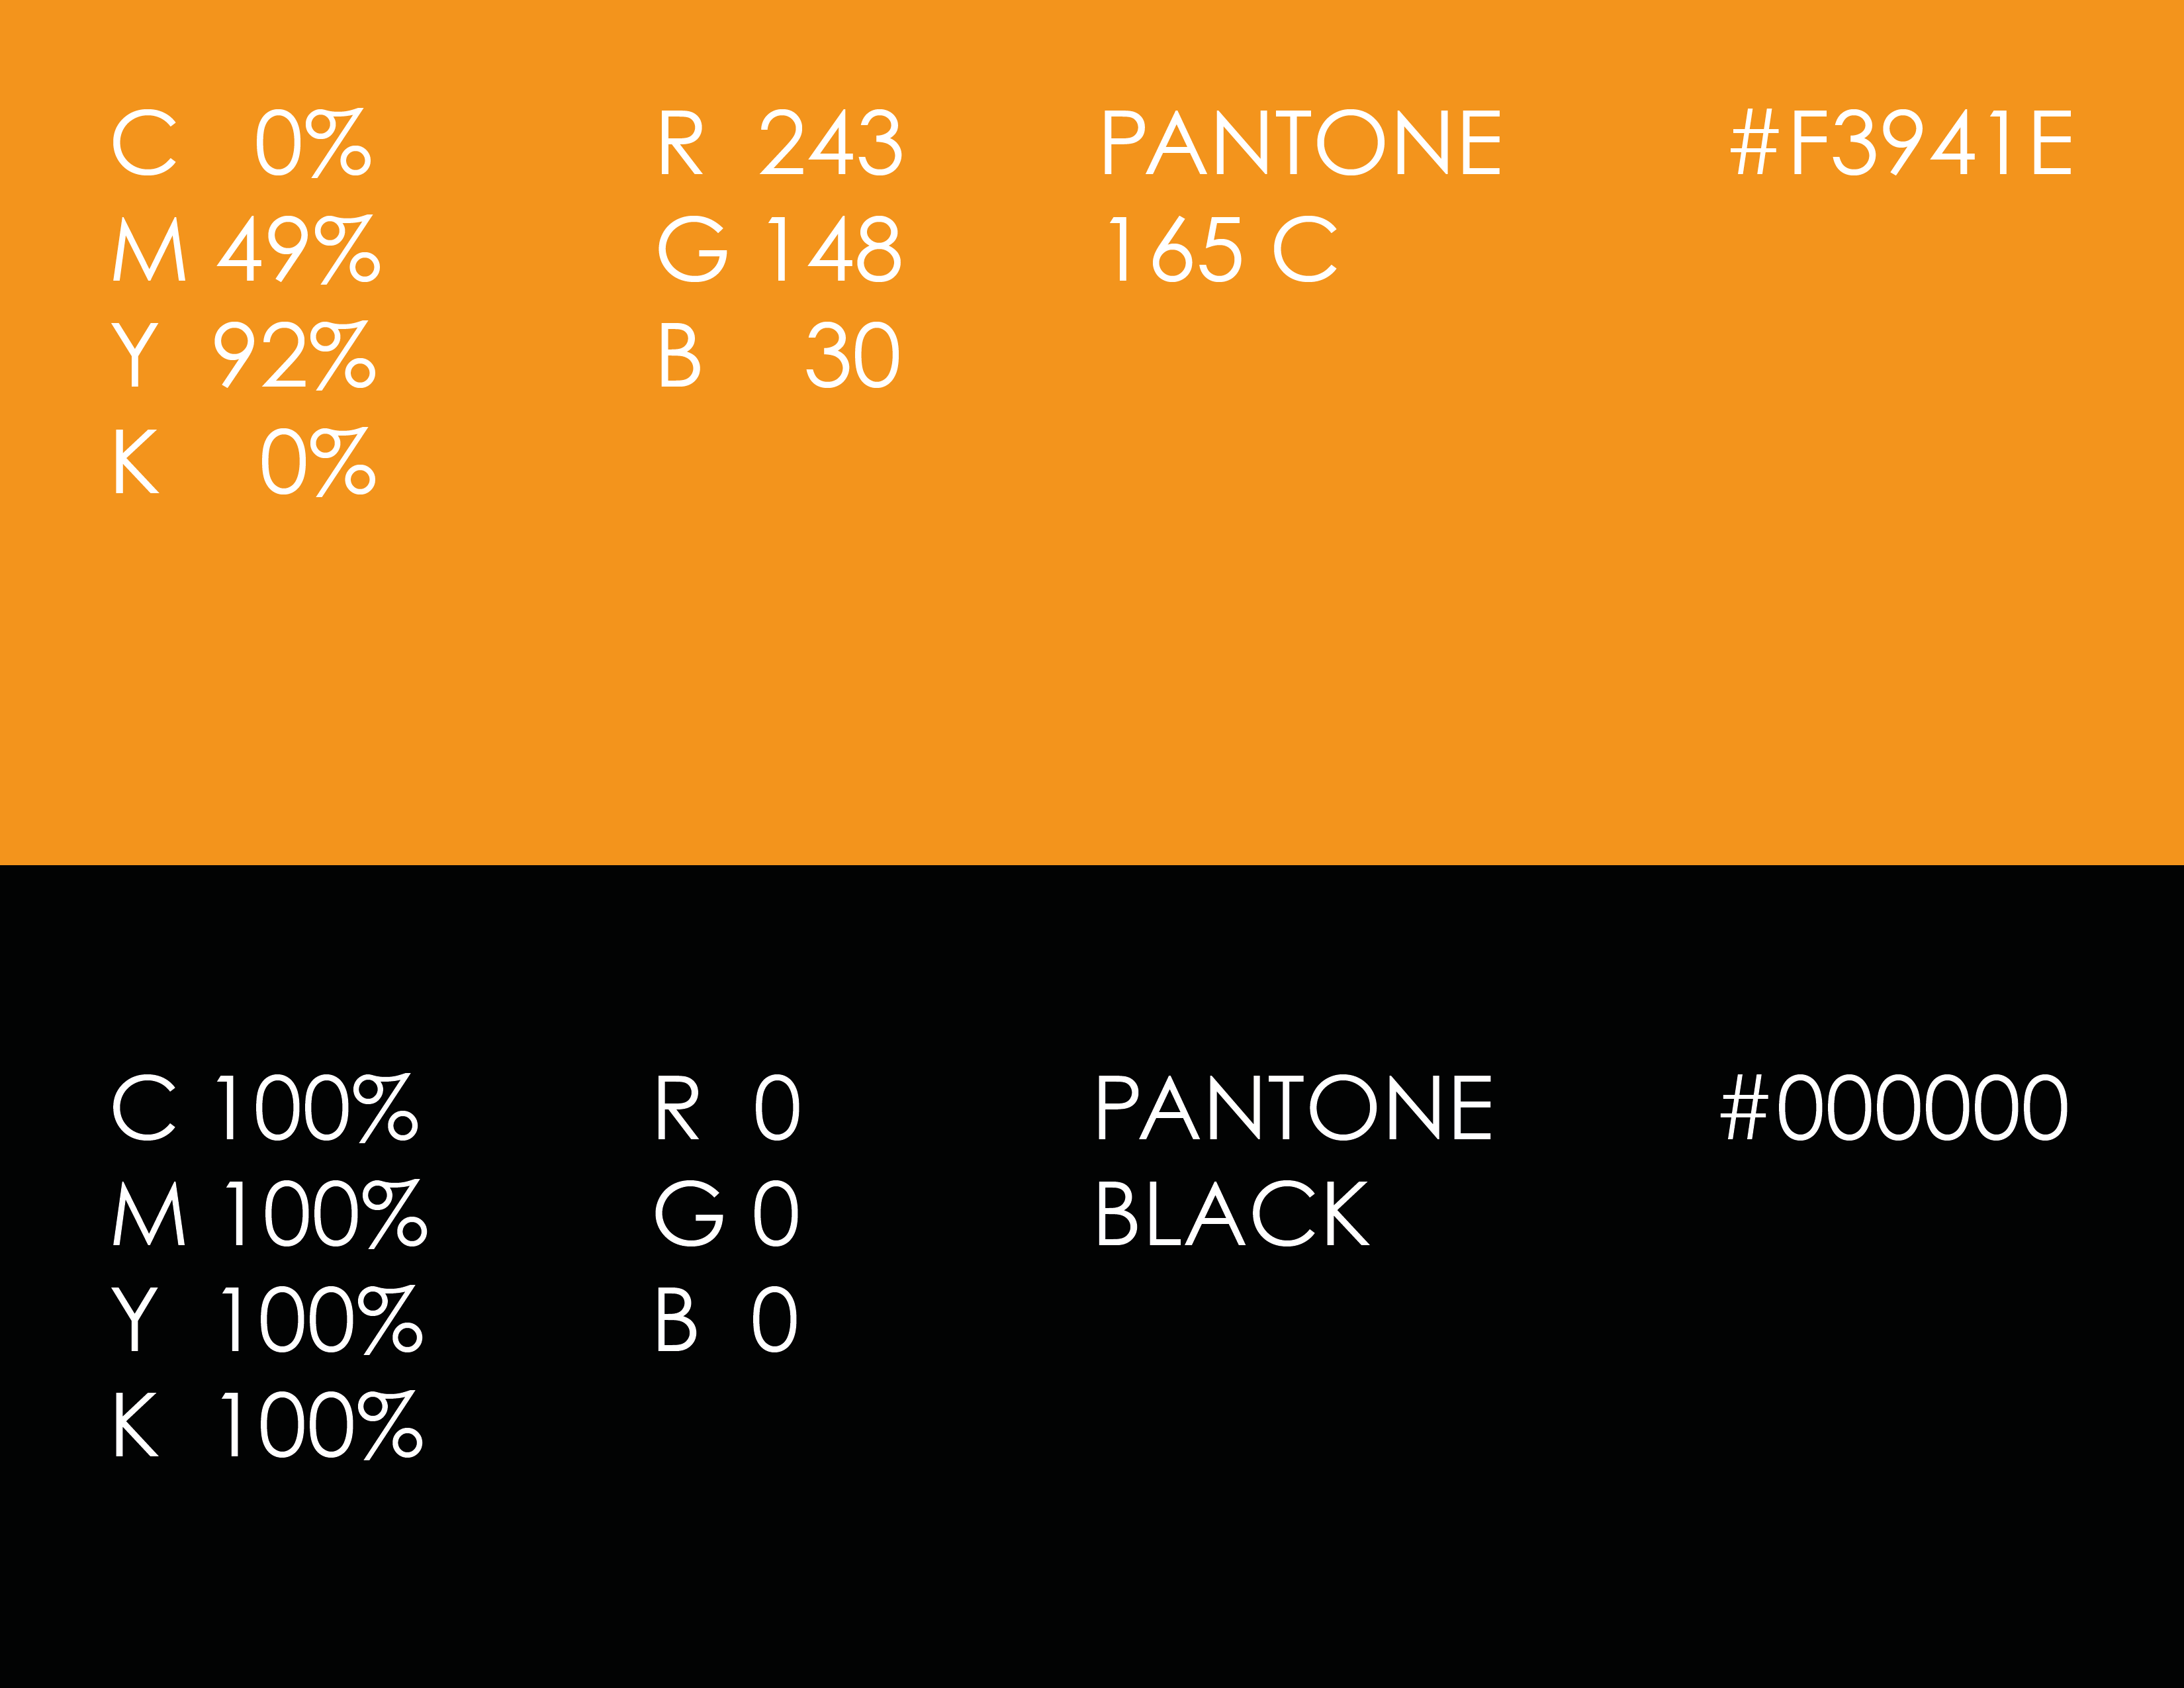 C 0% R 243 PANTONE #F3941E
M 49% G 148 165 C
Y 92% B 30
K 0%
C 100% R 0 PANTONE #000000
M 100% G 0 BLACK
Y 100% B 0
K 100%